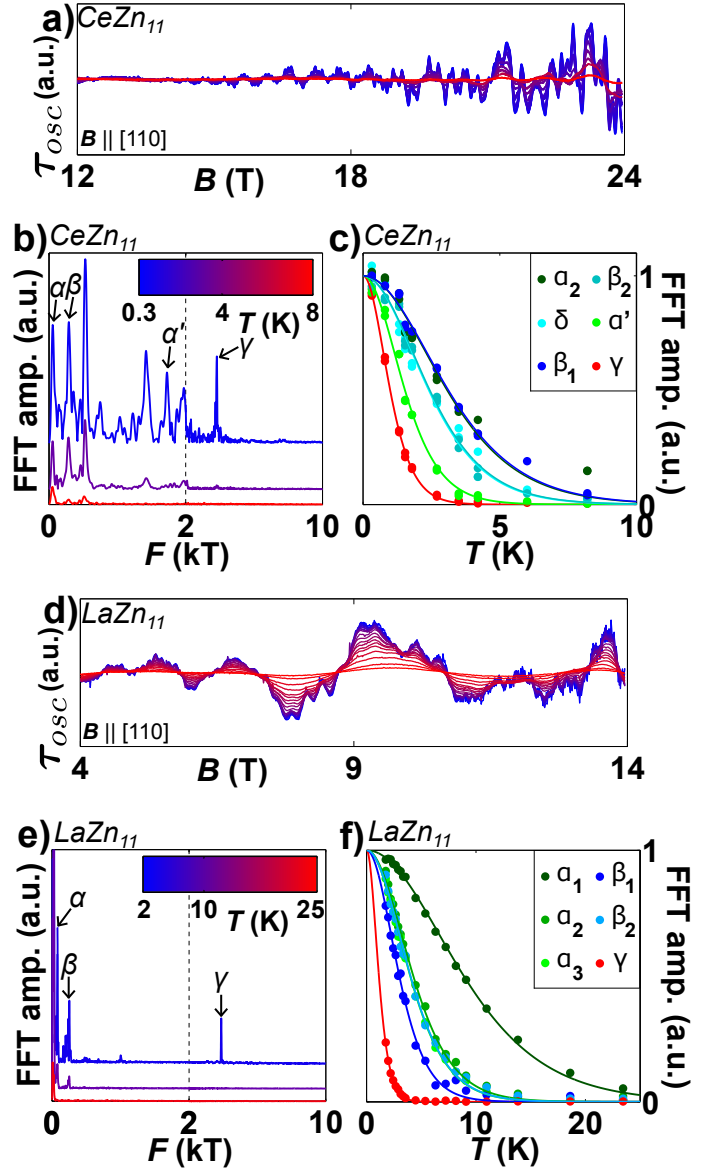 a) CeZn11
τosc (a.u.)
B || [110]
12 18 24
B (T)
b) CeZn11
FFT amp. (a.u.)
α β α' γ
0.3 4 8
T (K)
0 2 10
F (kT)
c) CeZn11
α2 β2
δ α'
β1 γ
1
0
FFT amp. (a.u.)
0 5 10
T (K)
d) LaZn11
τosc (a.u.)
B || [110]
4 9 14
B (T)
e) LaZn11
FFT amp. (a.u.)
α
β
γ
2 10 25
T (K)
0 2 10
F (kT)
f) LaZn11
α1 β1
α2 β2
α3 γ
1
0
FFT amp. (a.u.)
0 10 20
T (K)